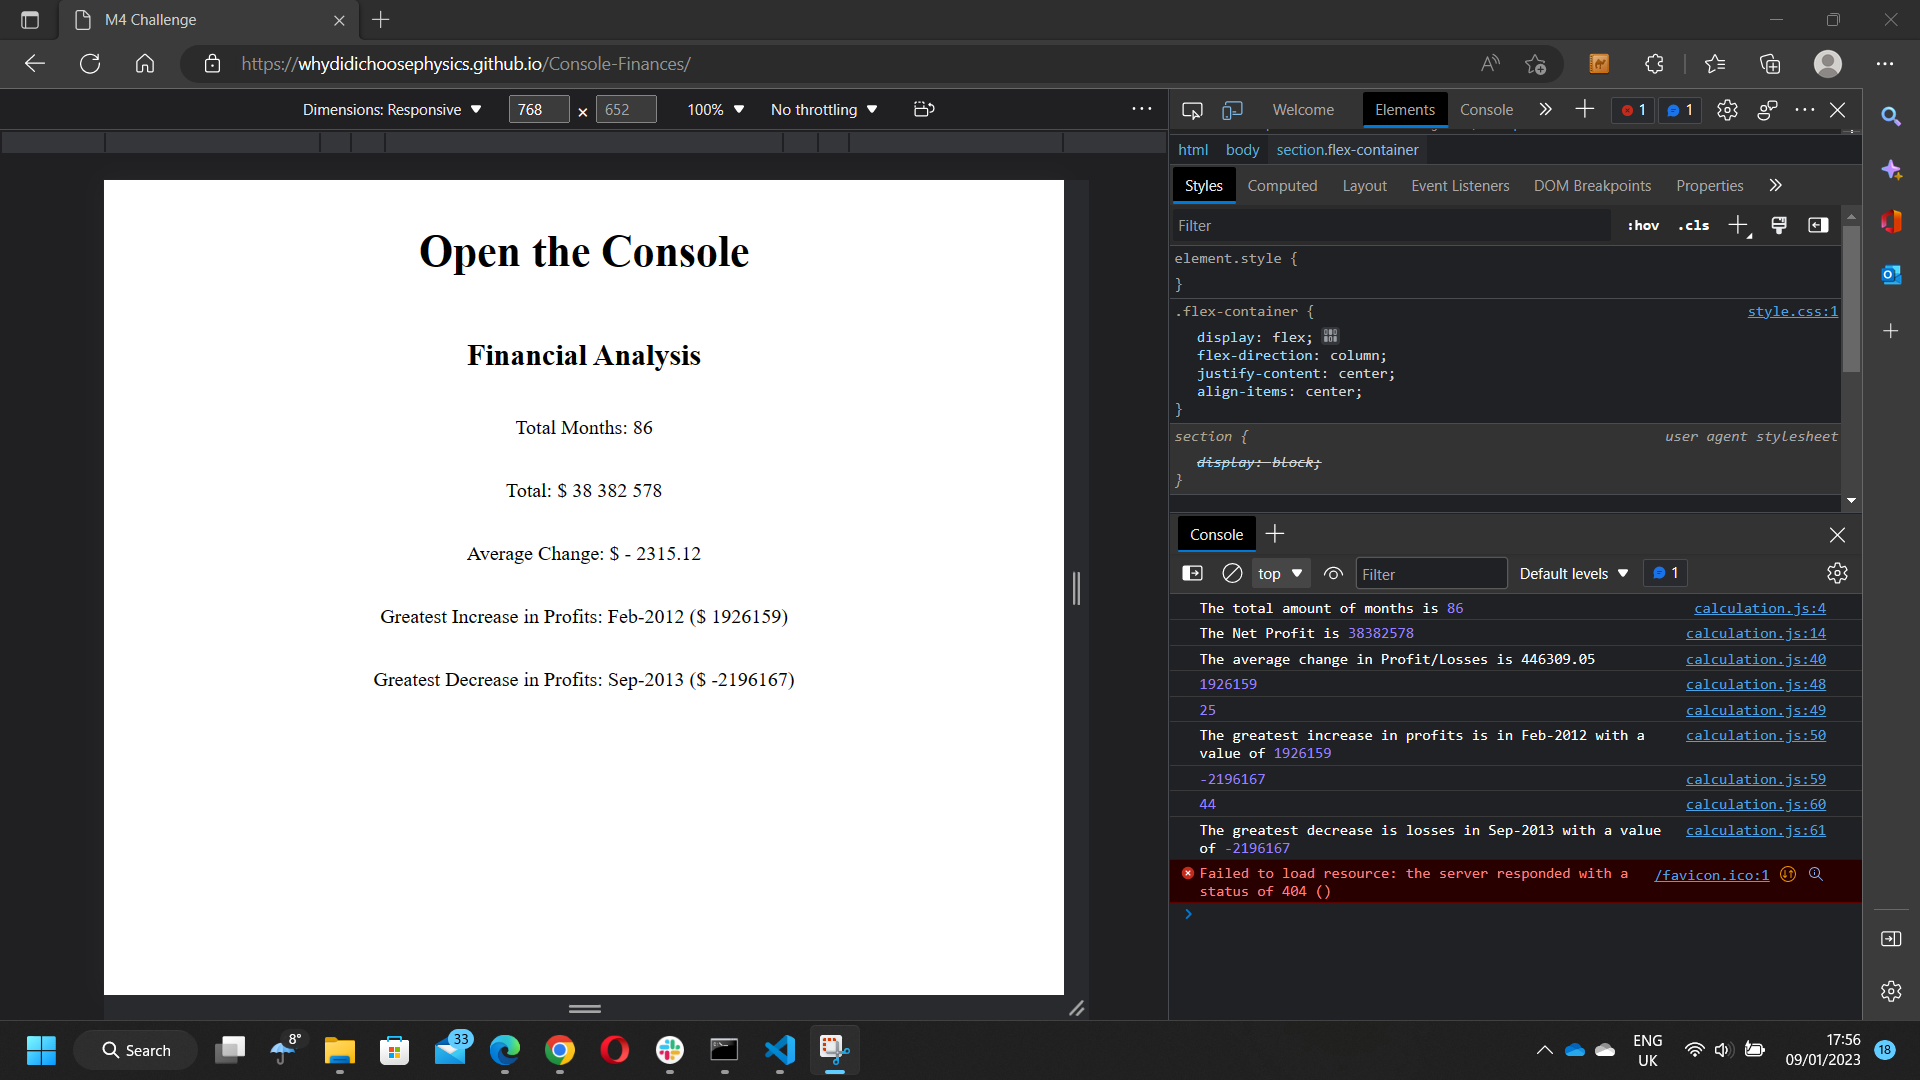 M4 Challenge
https://whydidichoosephysics.github.io/Console-Finances/
Dimensions: Responsive 768 × 652 100% No throttling
Welcome Elements Console 1 1
html body section.flex-container
Styles Computed Layout Event Listeners DOM Breakpoints Properties
Filter :hov .cls
element.style {
}
.flex-container { style.css:1
display: flex;
flex-direction: column;
justify-content: center;
align-items: center;
}
section { user agent stylesheet
display: block;
}
Open the Console
Financial Analysis
Total Months: 86
Total: $ 38 382 578
Average Change: $ - 2315.12
Greatest Increase in Profits: Feb-2012 ($ 1926159)
Greatest Decrease in Profits: Sep-2013 ($ -2196167)
Console
top Filter Default levels 1
The total amount of months is 86 calculation.js:4
The Net Profit is 38382578 calculation.js:14
The average change in Profit/Losses is 446309.05 calculation.js:40
1926159 calculation.js:48
25 calculation.js:49
The greatest increase in profits is in Feb-2012 with a calculation.js:50
value of 1926159
-2196167 calculation.js:59
44 calculation.js:60
The greatest decrease is losses in Sep-2013 with a value calculation.js:61
of -2196167
Failed to load resource: the server responded with a /favicon.ico:1
status of 404 ()
Search 8° 33
ENG
UK
17:56
09/01/2023
18